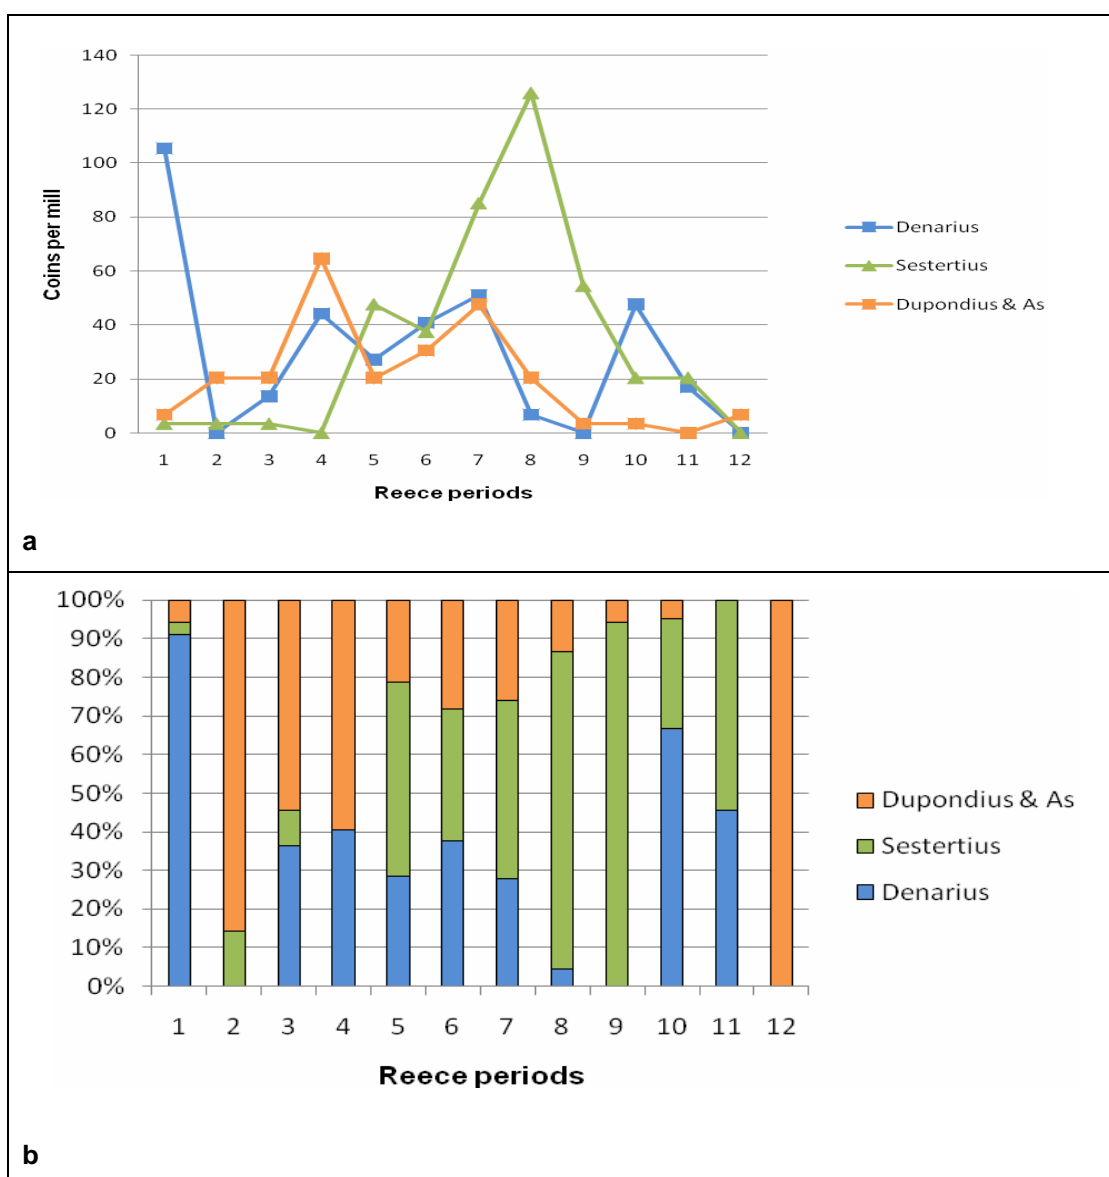 140
120
100
80
60
40
20
0
Coins per mill
1 2 3 4 5 6 7 8 9 10 11 12
Reece periods
Denarius
Sestertius
Dupondius & As
a
100%
90%
80%
70%
60%
50%
40%
30%
20%
10%
0%
1 2 3 4 5 6 7 8 9 10 11 12
Reece periods
Dupondius & As
Sestertius
Denarius
b